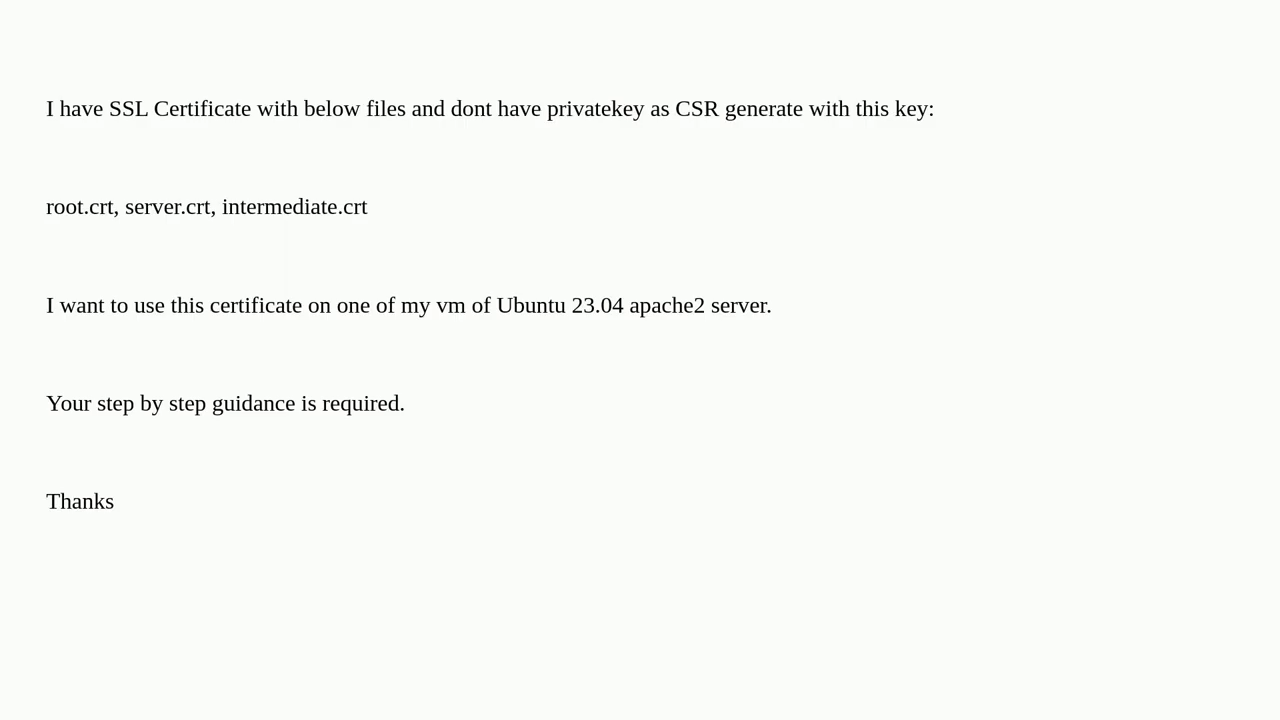 I have SSL Certificate with below files and dont have privatekey as CSR generate with this key:
root.crt, server.crt, intermediate.crt
I want to use this certificate on one of my vm of Ubuntu 23.04 apache2 server.
Your step by step guidance is required.
Thanks